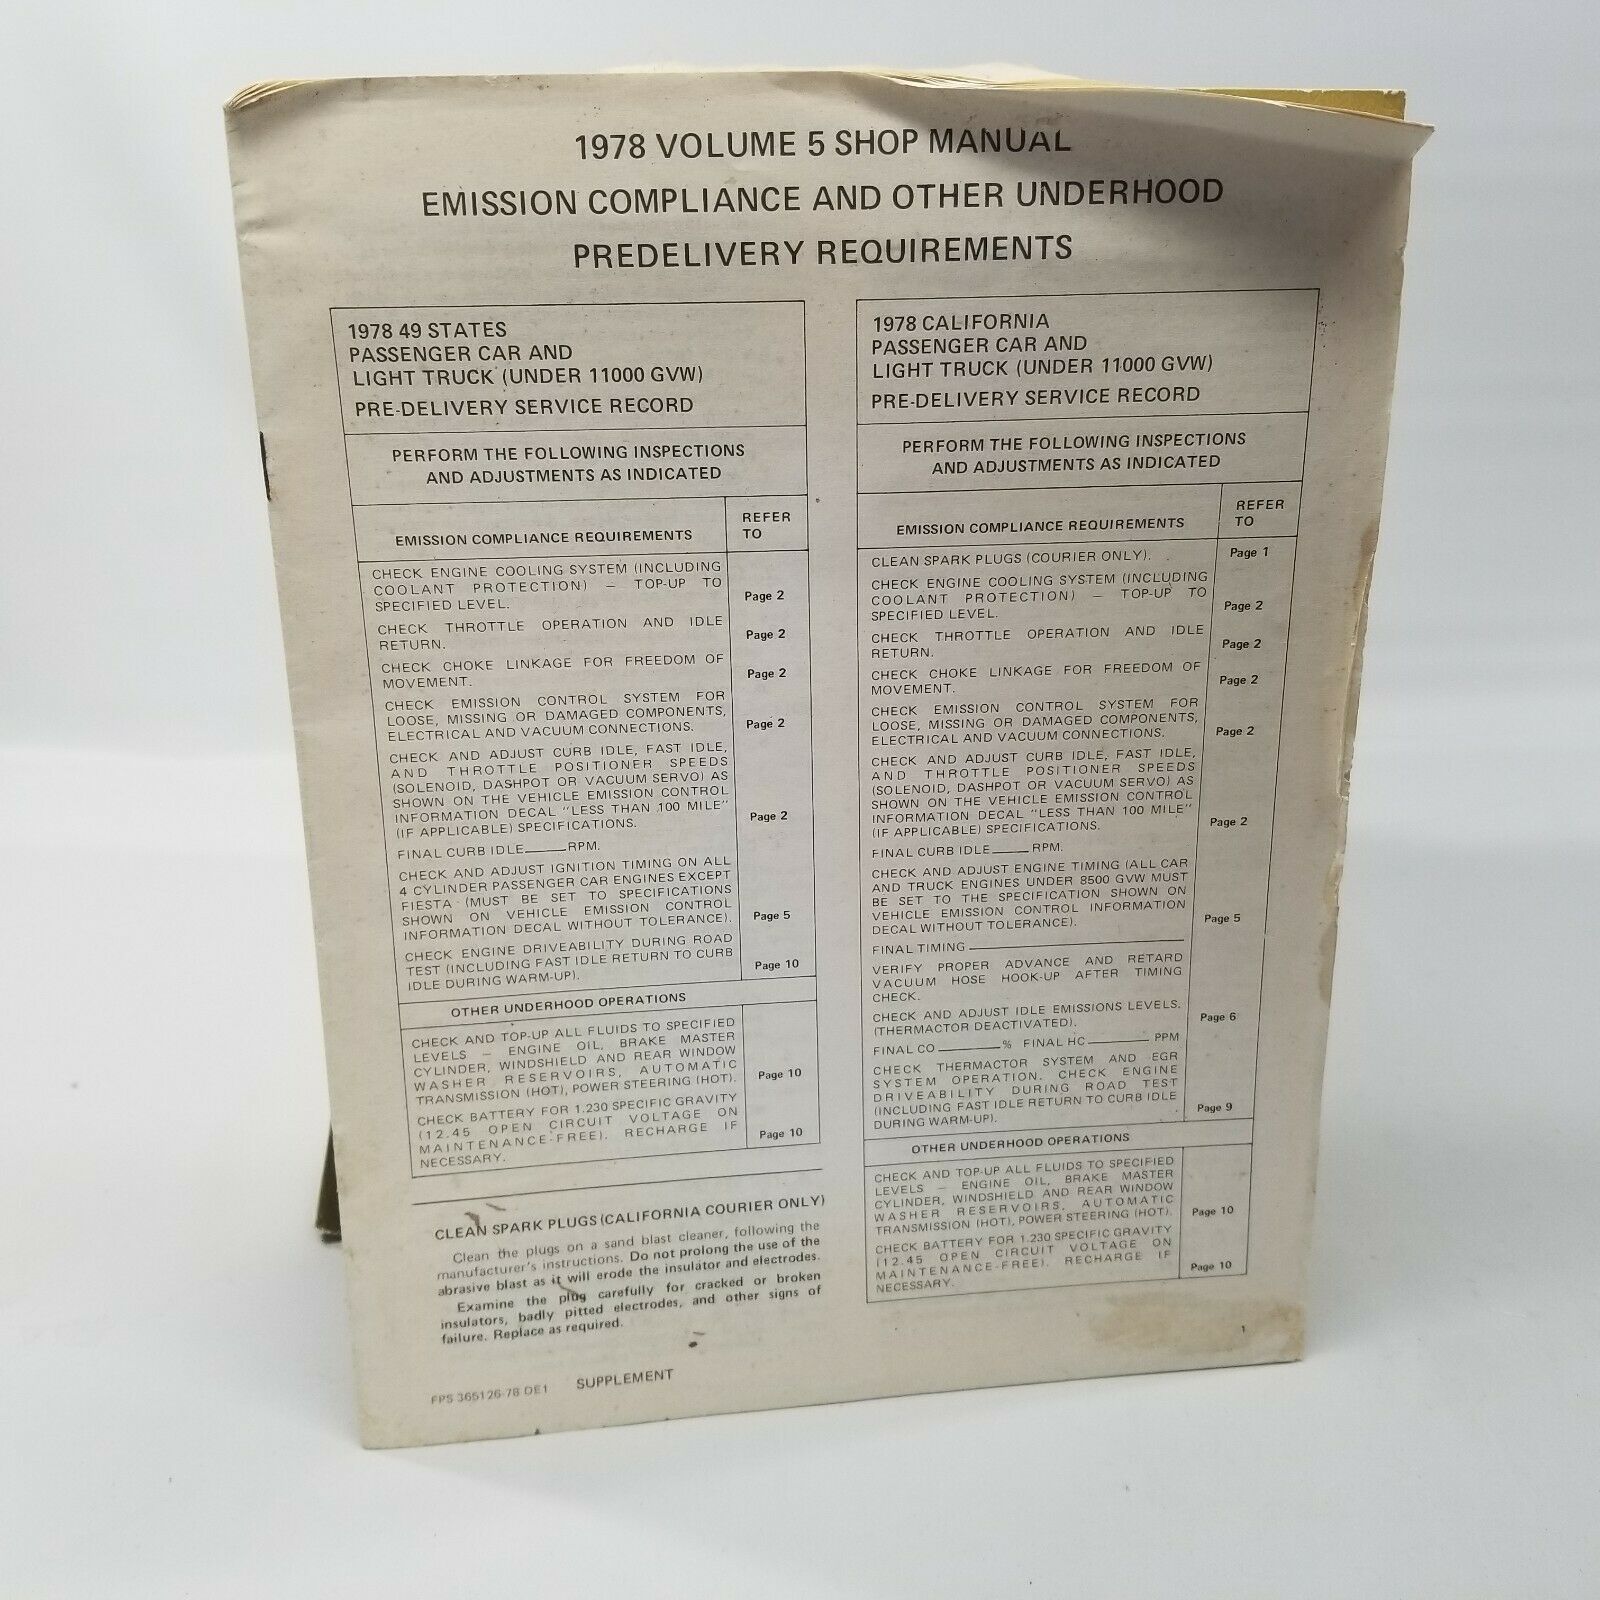 1978 VOLUME 5 SHOP MANUAL
EMISSION COMPLIANCE AND OTHER UNDERHOOD
PREDELIVERY REQUIREMENTS
1978 49 STATES
PASSENGER CAR AND
LIGHT TRUCK (UNDER 11000 GVW)
PRE-DELIVERY SERVICE RECORD
PERFORM THE FOLLOWING INSPECTIONS
AND ADJUSTMENTS AS INDICATED
EMISSION COMPLIANCE REQUIREMENTS
REFER
TO
CHECK ENGINE COOLING SYSTEM (INCLUDING
COOLANT PROTECTION) — TOP-UP TO
SPECIFIED LEVEL.
Page 2
CHECK THROTTLE OPERATION AND IDLE
RETURN.
Page 2
CHECK CHOKE LINKAGE FOR FREEDOM OF
MOVEMENT.
Page 2
CHECK EMISSION CONTROL SYSTEM FOR
LOOSE, MISSING OR DAMAGED COMPONENTS,
ELECTRICAL AND VACUUM CONNECTIONS.
Page 2
CHECK AND ADJUST CURB IDLE, FAST IDLE,
AND THROTTLE POSITIONER SPEEDS
(SOLENOID, DASHPOT OR VACUUM SERVO) AS
SHOWN ON THE VEHICLE EMISSION CONTROL
INFORMATION DECAL "LESS THAN 100 MILE"
(IF APPLICABLE) SPECIFICATIONS.
Page 2
FINAL CURB IDLE_____RPM.
CHECK AND ADJUST IGNITION TIMING ON ALL
4 CYLINDER PASSENGER CAR ENGINES EXCEPT
FIESTA (MUST BE SET TO SPECIFICATIONS
SHOWN ON VEHICLE EMISSION CONTROL
INFORMATION DECAL WITHOUT TOLERANCE).
Page 5
CHECK ENGINE DRIVEABILITY DURING ROAD
TEST (INCLUDING FAST IDLE RETURN TO CURB
IDLE DURING WARM-UP).
Page 10
OTHER UNDERHOOD OPERATIONS
CHECK AND TOP-UP ALL FLUIDS TO SPECIFIED
LEVELS — ENGINE OIL, BRAKE MASTER
CYLINDER, WINDSHIELD AND REAR WINDOW
WASHER RESERVOIRS, AUTOMATIC
TRANSMISSION (HOT), POWER STEERING (HOT).
Page 10
CHECK BATTERY FOR 1.230 SPECIFIC GRAVITY
(12.45 OPEN CIRCUIT VOLTAGE ON
MAINTENANCE-FREE). RECHARGE IF
NECESSARY.
Page 10
CLEAN SPARK PLUGS (CALIFORNIA COURIER ONLY)
Clean the plugs on a sand blast cleaner, following the
manufacturer's instructions. Do not prolong the use of the
abrasive blast as it will erode the insulator and electrodes.
Examine the plug carefully for cracked or broken
insulators, badly pitted electrodes, and other signs of
failure. Replace as required.
FPS 365126-78 DE1
SUPPLEMENT
1978 CALIFORNIA
PASSENGER CAR AND
LIGHT TRUCK (UNDER 11000 GVW)
PRE-DELIVERY SERVICE RECORD
PERFORM THE FOLLOWING INSPECTIONS
AND ADJUSTMENTS AS INDICATED
EMISSION COMPLIANCE REQUIREMENTS
REFER
TO
CLEAN SPARK PLUGS (COURIER ONLY).
Page 1
CHECK ENGINE COOLING SYSTEM (INCLUDING
COOLANT PROTECTION) — TOP-UP TO
SPECIFIED LEVEL.
Page 2
CHECK THROTTLE OPERATION AND IDLE
RETURN.
Page 2
CHECK CHOKE LINKAGE FOR FREEDOM OF
MOVEMENT.
Page 2
CHECK EMISSION CONTROL SYSTEM FOR
LOOSE, MISSING OR DAMAGED COMPONENTS,
ELECTRICAL AND VACUUM CONNECTIONS.
Page 2
CHECK AND ADJUST CURB IDLE, FAST IDLE,
AND THROTTLE POSITIONER SPEEDS
(SOLENOID, DASHPOT OR VACUUM SERVO) AS
SHOWN ON THE VEHICLE EMISSION CONTROL
INFORMATION DECAL "LESS THAN 100 MILE"
(IF APPLICABLE) SPECIFICATIONS.
Page 2
FINAL CURB IDLE_____RPM.
CHECK AND ADJUST ENGINE TIMING (ALL CAR
AND TRUCK ENGINES UNDER 8500 GVW MUST
BE SET TO THE SPECIFICATION SHOWN ON
VEHICLE EMISSION CONTROL INFORMATION
DECAL WITHOUT TOLERANCE).
Page 5
FINAL TIMING _____
VERIFY PROPER ADVANCE AND RETARD
VACUUM HOSE HOOK-UP AFTER TIMING
CHECK.
CHECK AND ADJUST IDLE EMISSIONS LEVELS.
(THERMACTOR DEACTIVATED).
Page 6
FINAL CO _____% FINAL HC _____ PPM
CHECK THERMACTOR SYSTEM AND EGR
SYSTEM OPERATION. CHECK ENGINE
DRIVEABILITY DURING ROAD TEST
(INCLUDING FAST IDLE RETURN TO CURB IDLE
DURING WARM-UP).
Page 9
OTHER UNDERHOOD OPERATIONS
CHECK AND TOP-UP ALL FLUIDS TO SPECIFIED
LEVELS — ENGINE OIL, BRAKE MASTER
CYLINDER, WINDSHIELD AND REAR WINDOW
WASHER RESERVOIRS, AUTOMATIC
TRANSMISSION (HOT), POWER STEERING (HOT).
Page 10
CHECK BATTERY FOR 1.230 SPECIFIC GRAVITY
(12.45 OPEN CIRCUIT VOLTAGE ON
MAINTENANCE-FREE). RECHARGE IF
NECESSARY.
Page 10
1